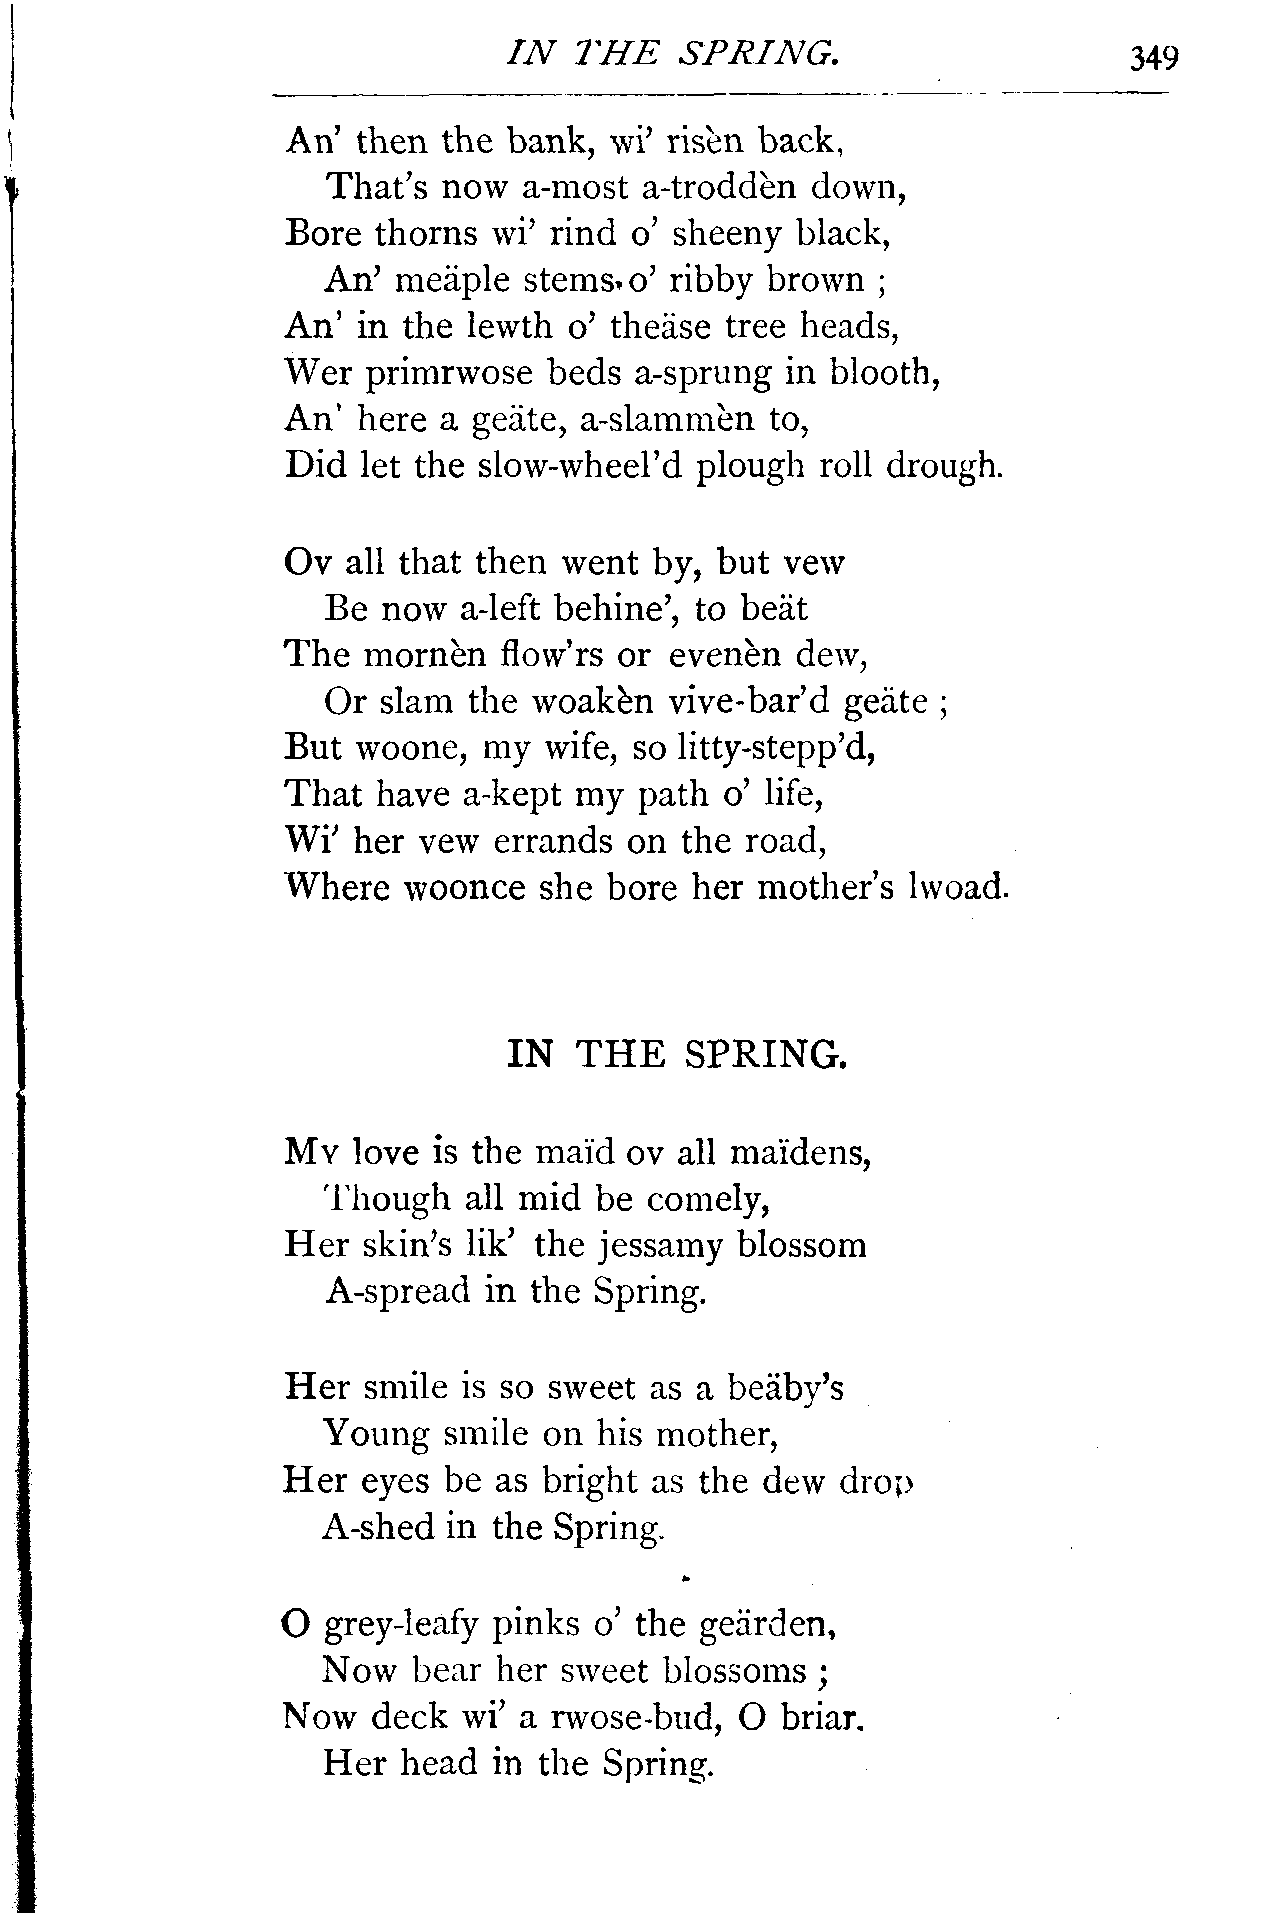 IN THE SPRING. 349
An' then the bank, wi' risèn back,
That's now a-most a-troddèn down,
Bore thorns wi' rind o' sheeny black,
An' meäple stems, o' ribby brown ;
An' in the lewth o' theäse tree heads,
Wer primrwose beds a-sprung in blooth,
An' here a geäte, a-slammèn to,
Did let the slow-wheel'd plough roll drough.
Ov all that then went by, but vew
Be now a-left behine', to beät
The mornèn flow'rs or evenèn dew,
Or slam the woakèn vive-bar'd geäte ;
But woone, my wife, so litty-stepp'd,
That have a-kept my path o' life,
Wi' her vew errands on the road,
Where woonce she bore her mother's lwoad.
IN THE SPRING.
MY love is the maïd ov all maïdens,
Though all mid be comely,
Her skin's lik' the jessamy blossom
A-spread in the Spring.
Her smile is so sweet as a beäby's
Young smile on his mother,
Her eyes be as bright as the dew drop
A-shed in the Spring.
O grey-leafy pinks o' the geärden,
Now bear her sweet blossoms ;
Now deck wi' a rwose-bud, O briar.
Her head in the Spring.